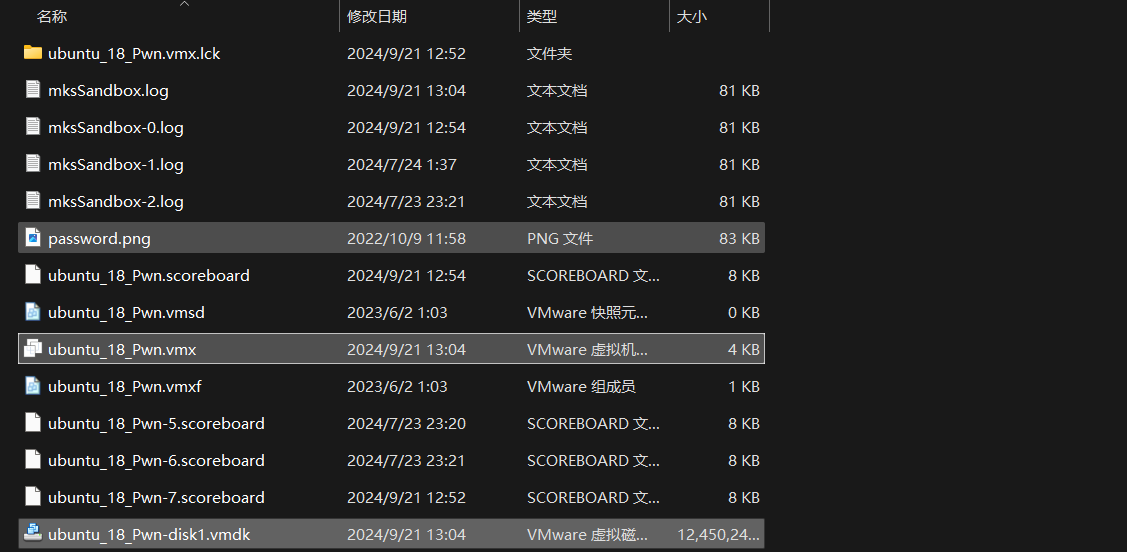 名称 修改日期 类型 大小
ubuntu_18_Pwn.vmx.lck 2024/9/21 12:52 文件夹
mksSandbox.log 2024/9/21 13:04 文本文档 81 KB
mksSandbox-0.log 2024/9/21 12:54 文本文档 81 KB
mksSandbox-1.log 2024/7/24 1:37 文本文档 81 KB
mksSandbox-2.log 2024/7/23 23:21 文本文档 81 KB
password.png 2022/10/9 11:58 PNG 文件 83 KB
ubuntu_18_Pwn.scoreboard 2024/9/21 12:54 SCOREBOARD 文... 8 KB
ubuntu_18_Pwn.vmsd 2023/6/2 1:03 VMware 快照元... 0 KB
ubuntu_18_Pwn.vmx 2024/9/21 13:04 VMware 虚拟机... 4 KB
ubuntu_18_Pwn.vmxf 2023/6/2 1:03 VMware 组成员 1 KB
ubuntu_18_Pwn-5.scoreboard 2024/7/23 23:20 SCOREBOARD 文... 8 KB
ubuntu_18_Pwn-6.scoreboard 2024/7/23 23:21 SCOREBOARD 文... 8 KB
ubuntu_18_Pwn-7.scoreboard 2024/9/21 12:52 SCOREBOARD 文... 8 KB
ubuntu_18_Pwn-disk1.vmdk 2024/9/21 13:04 VMware 虚拟磁... 12,450,24...